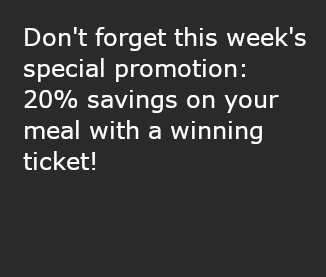 Don't forget this week's
special promotion:
20% savings on your
meal with a winning
ticket!